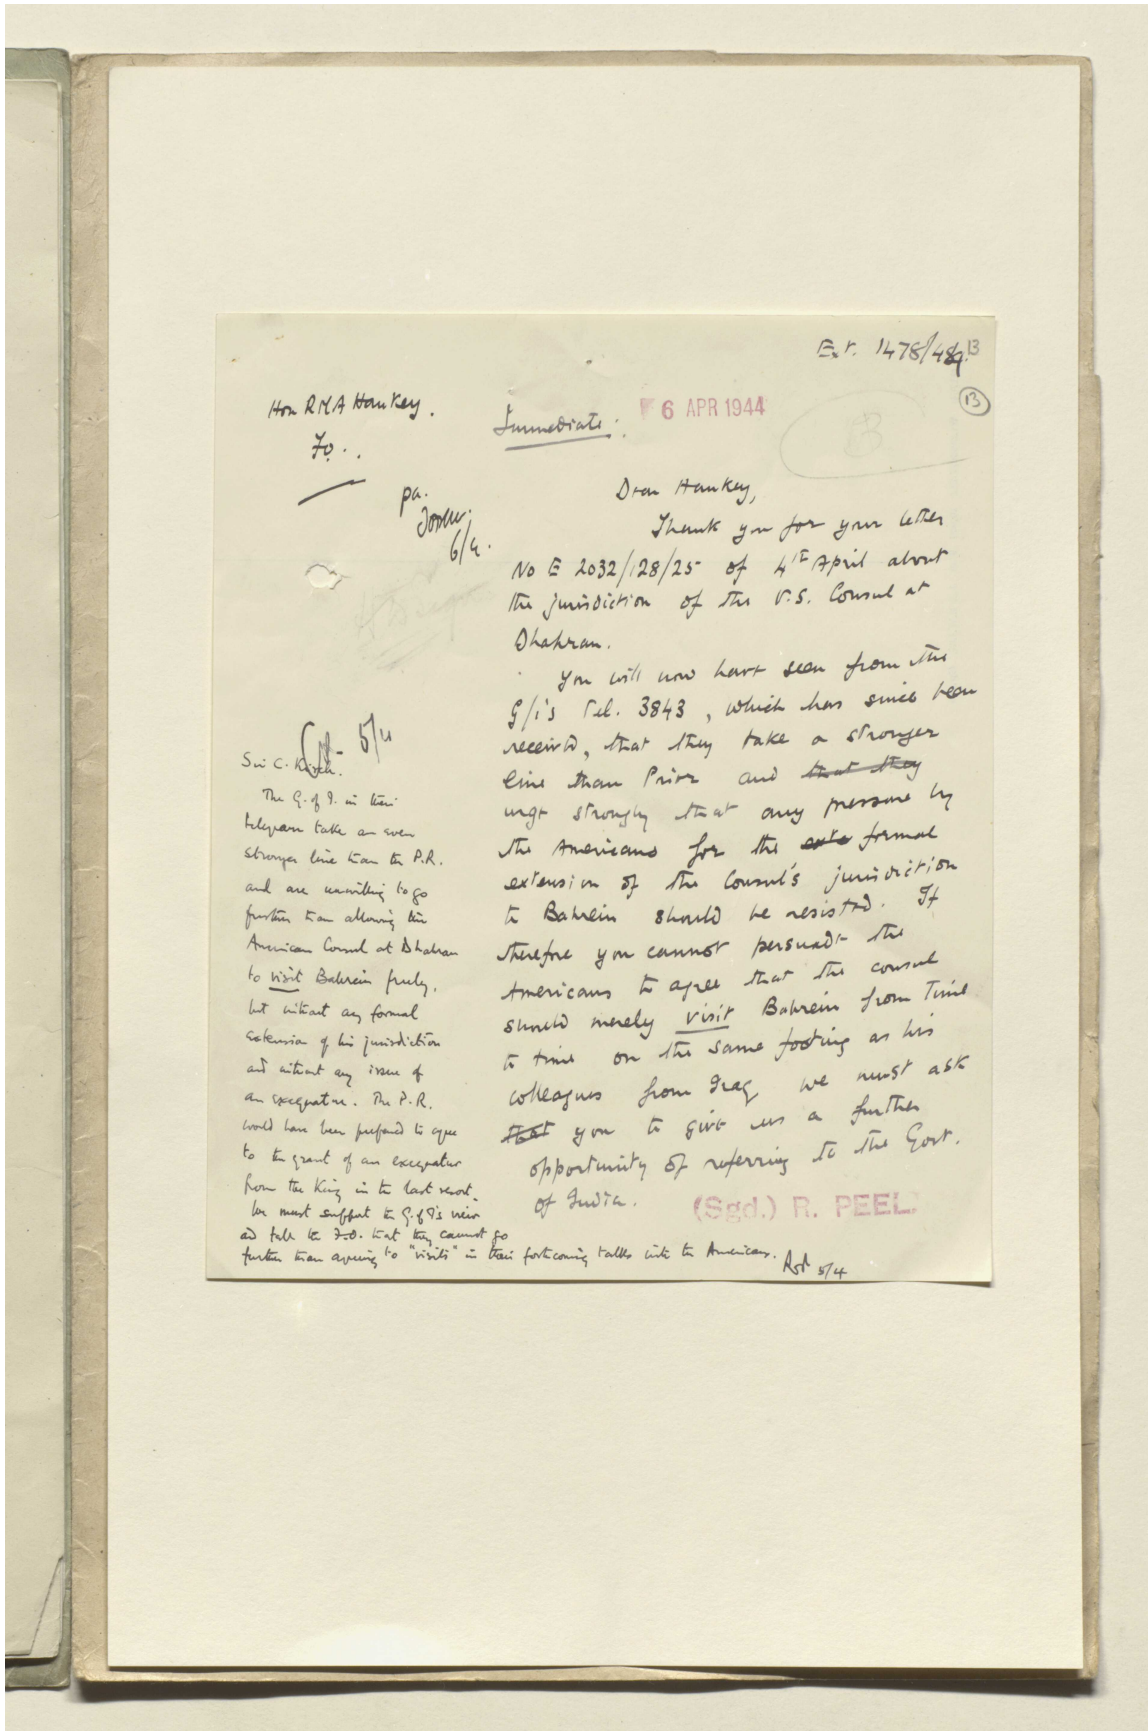 Ext. 1478/44
13
13
Hon RMA Hankey.
F.O.
Immediate.
6 APR 1944
B
pa.
6/4.
Dear Hankey,
Thank you for your letter
No E 2032/128/25 of 4th April about
the jurisdiction of the U.S. Consul at
Dhahran.
You will now have seen from the
G/I's Tel. 3843, which has since been
received, that they take a stronger
line than Prior and that they
urge strongly that any pressure by
the Americans for the exte formal
extension of the Consul's jurisdiction
to Bahrein should be resisted. If
therefore you cannot persuade the
Americans to agree that the consul
should merely visit Bahrein from time
to time on the same footing as his
colleagues from Iraq we must ask
that you to give us a further
opportunity of referring to the Govt.
of India.
(Sgd.) R. PEEL.
5/4
Sir C.
The G. of I. in their
telegram take an even
stronger line than the P.R.
and are unwilling to go
further than allowing the
American Consul at Dhahran
to visit Bahrein freely,
but without any formal
extension of his jurisdiction
and without any issue of
an exequatur. The P.R.
would have been prepared to agree
to the grant of an exequatur
from the King in the last resort.
We must support the G. of I's view
and tell the F.O. that they cannot go
further than agreeing to "visits" in their forthcoming talks with the Americans.
5/4